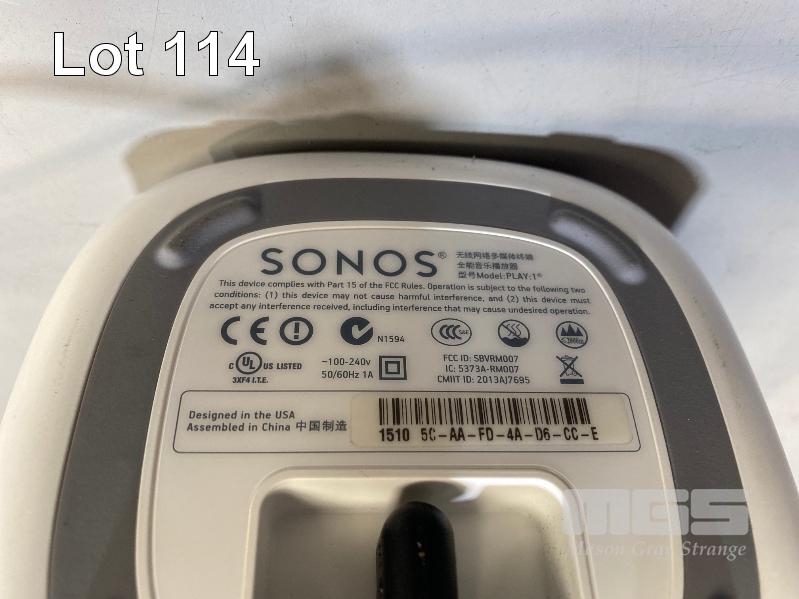 Lot 114
SONOS®
无线网络多媒体终端
全能音乐播放器
型号Model:PLAY:1®
This device complies with Part 15 of the FCC Rules. Operation is subject to the following two
conditions: (1) this device may not cause harmful interference, and (2) this device must
accept any interference received, including interference that may cause undesired operation.
CE N1594 CCC S&E ≤2000m
C UL US LISTED
3XF4 I.T.E.
~100-240v
50/60Hz 1A
FCC ID: SBVRM007
IC: 5373A-RM007
CMIIT ID: 2013AJ7695
Designed in the USA
Assembled in China 中国制造
1510 5C-AA-FD-4A-D6-CC-E
MGS
Mason Gray Strange